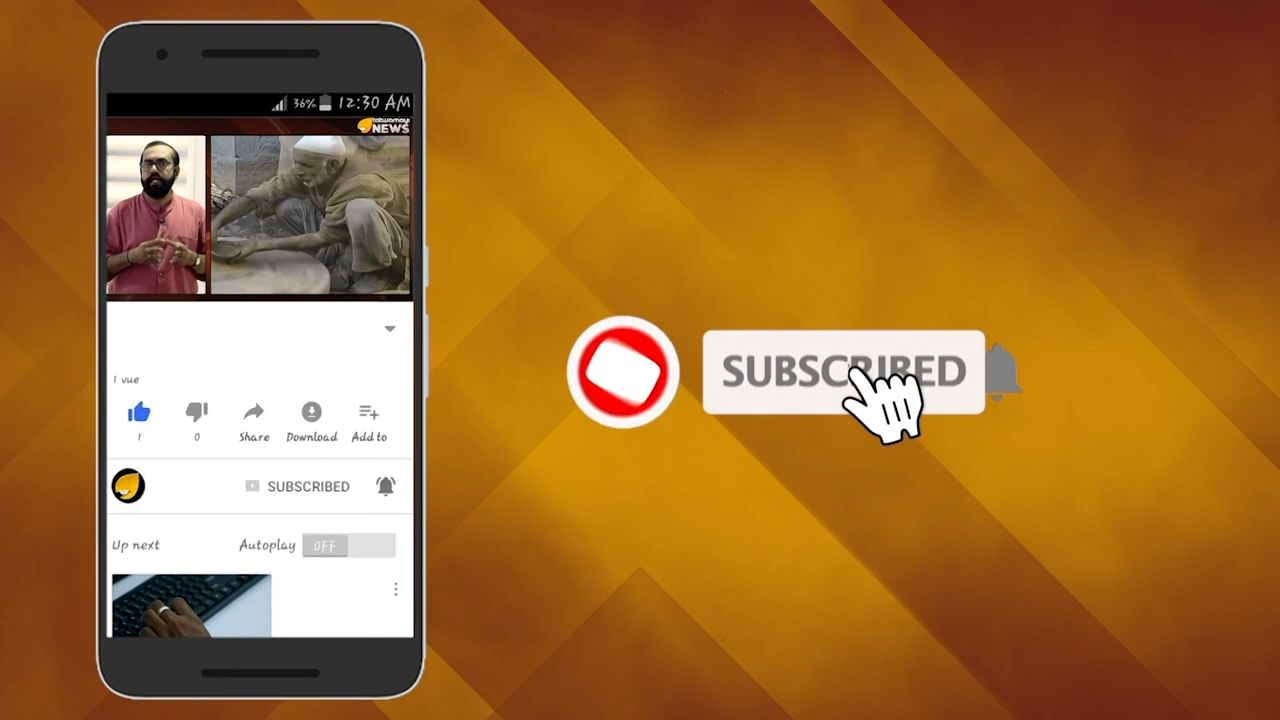 36% 12:30 AM
tatwamayi
NEWS
1 vue
1
0
Share
Download
Add to
SUBSCRIBED
Up next
Autoplay
OFF
SUBSCRIBED